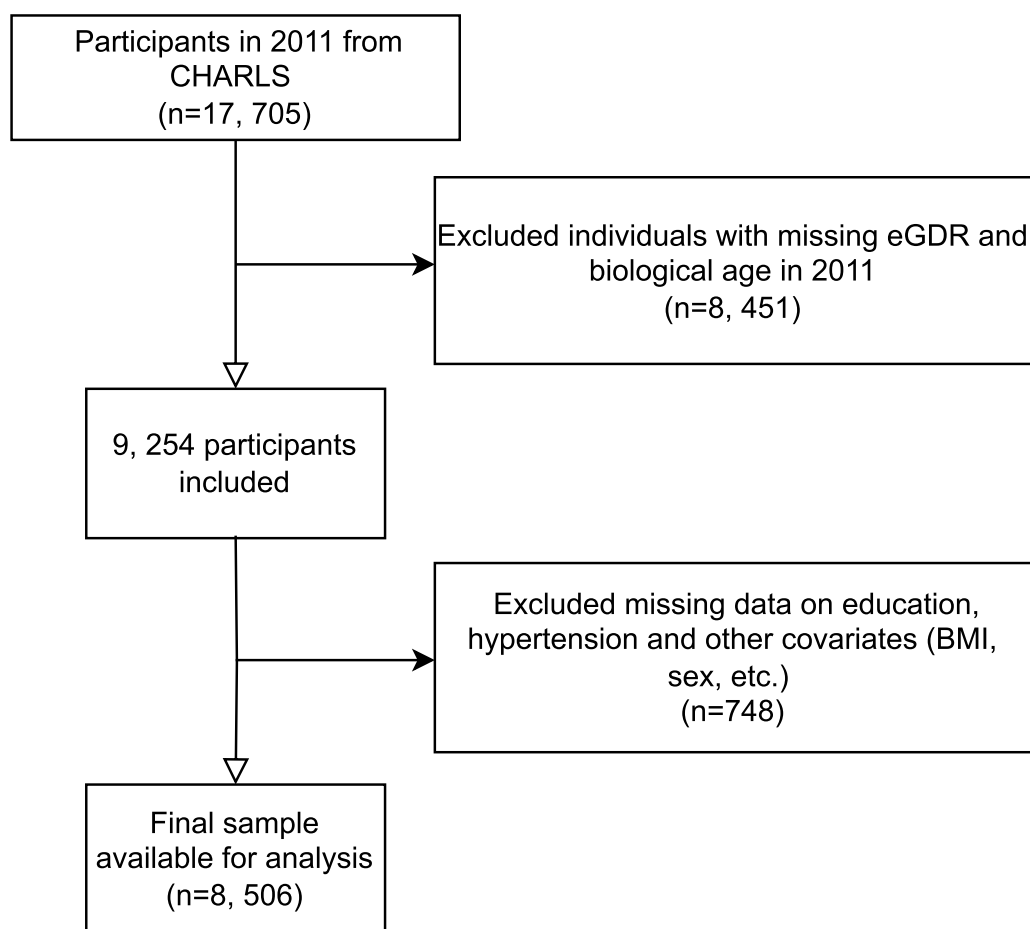 Participants in 2011 from
CHARLS
(n=17, 705)
Excluded individuals with missing eGDR and
biological age in 2011
(n=8, 451)
9, 254 participants
included
Excluded missing data on education,
hypertension and other covariates (BMI,
sex, etc.)
(n=748)
Final sample
available for analysis
(n=8, 506)